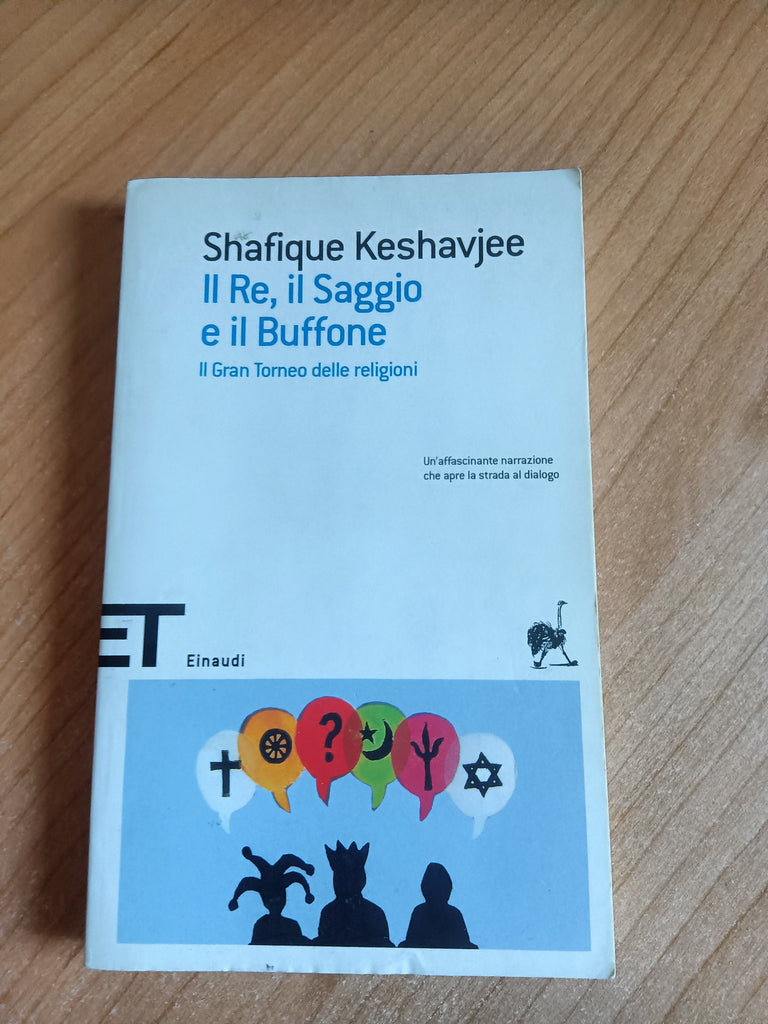 Shafique Keshavjee
Il Re, il Saggio
e il Buffone
Il Gran Torneo delle religioni
Un'affascinante narrazione
che apre la strada al dialogo
ET
Einaudi
?